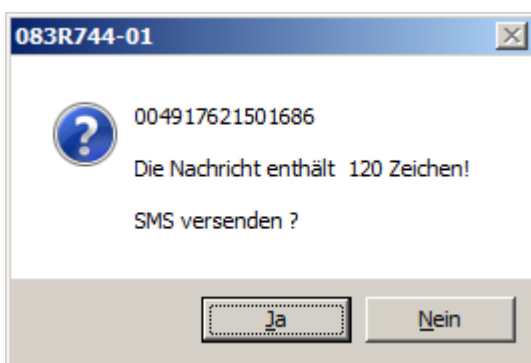 083R744-01
004917621501686
Die Nachricht enthält  120 Zeichen!
SMS versenden ?
Ja
Nein